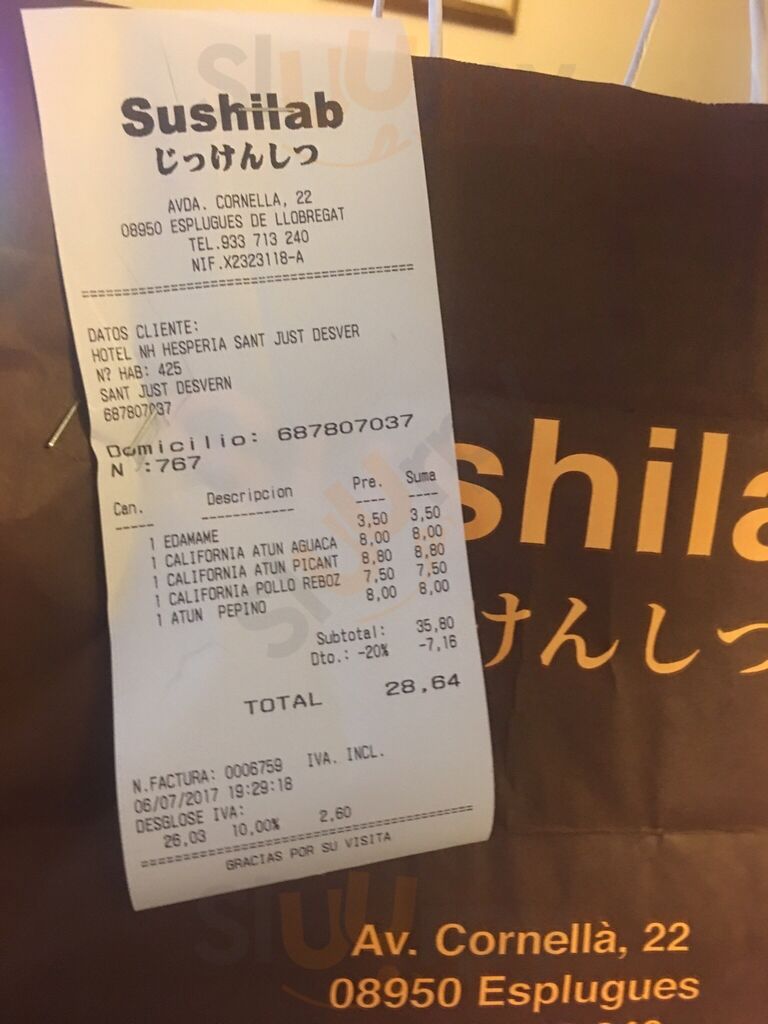 Sushilab
じっけんしつ
AVDA. CORNELLA, 22
08950 ESPLUGUES DE LLOBREGAT
TEL.933 713 240
NIF.X2323118-A
================================
DATOS CLIENTE:
HOTEL NH HESPERIA SANT JUST DESVER
N? HAB: 425
SANT JUST DESVERN
687807037
Domicilio: 687807037
N :767
Can. Descripcion Pre. Suma
1 EDAMAME 3,50 3,50
1 CALIFORNIA ATUN AGUACA 8,00 8,00
1 CALIFORNIA ATUN PICANT 8,80 8,80
1 CALIFORNIA POLLO REBOZ 7,50 7,50
1 ATUN PEPINO 8,00 8,00
Subtotal: 35,80
Dto.: -20% -7,16
TOTAL 28,64
N.FACTURA: 0006759 IVA. INCL.
06/07/2017 19:29:18
DESGLOSE IVA:
26,03 10,00% 2,60
================================
GRACIAS POR SU VISITA
shila
けんしつ
Av. Cornellà, 22
08950 Esplugues